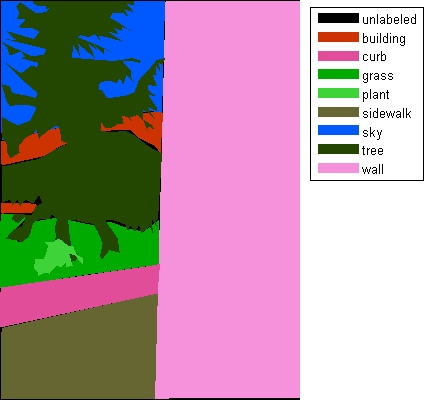 unlabeled
building
curb
grass
plant
sidewalk
sky
tree
wall